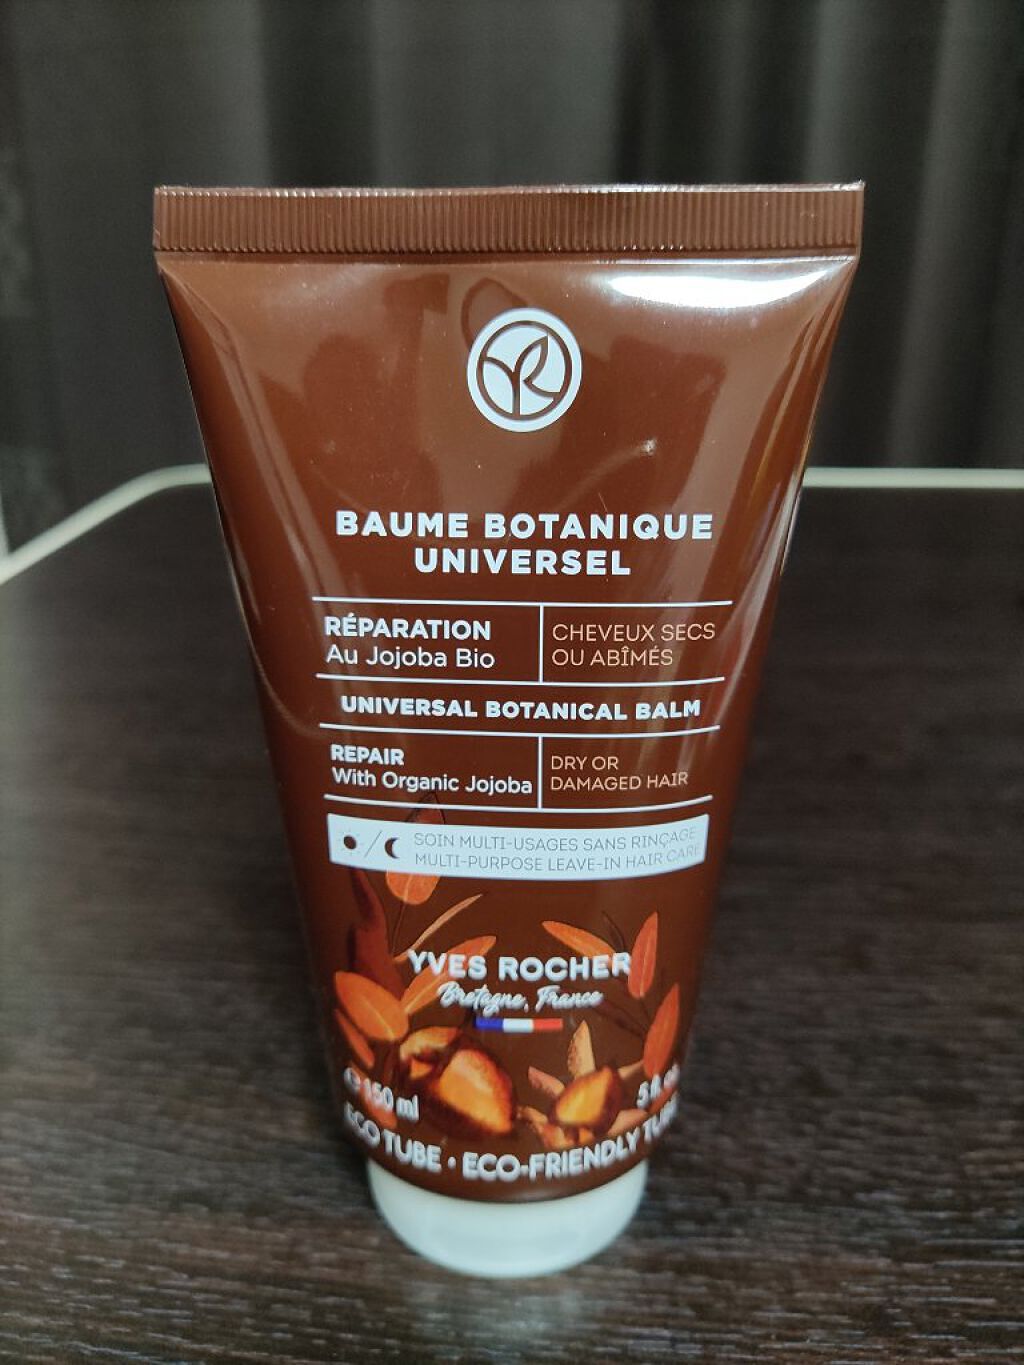 BAUME BOTANIQUE
UNIVERSEL
RÉPARATION
Au Jojoba Bio
CHEVEUX SECS
OU ABÎMÉS
UNIVERSAL BOTANICAL BALM
REPAIR
With Organic Jojoba
DRY OR
DAMAGED HAIR
SOIN MULTI-USAGES SANS RINÇAGE
MULTI-PURPOSE LEAVE-IN HAIR CARE
YVES ROCHER
Bretagne, France
150 ml
5 fl.
ECO TUBE • ECO-FRIENDLY